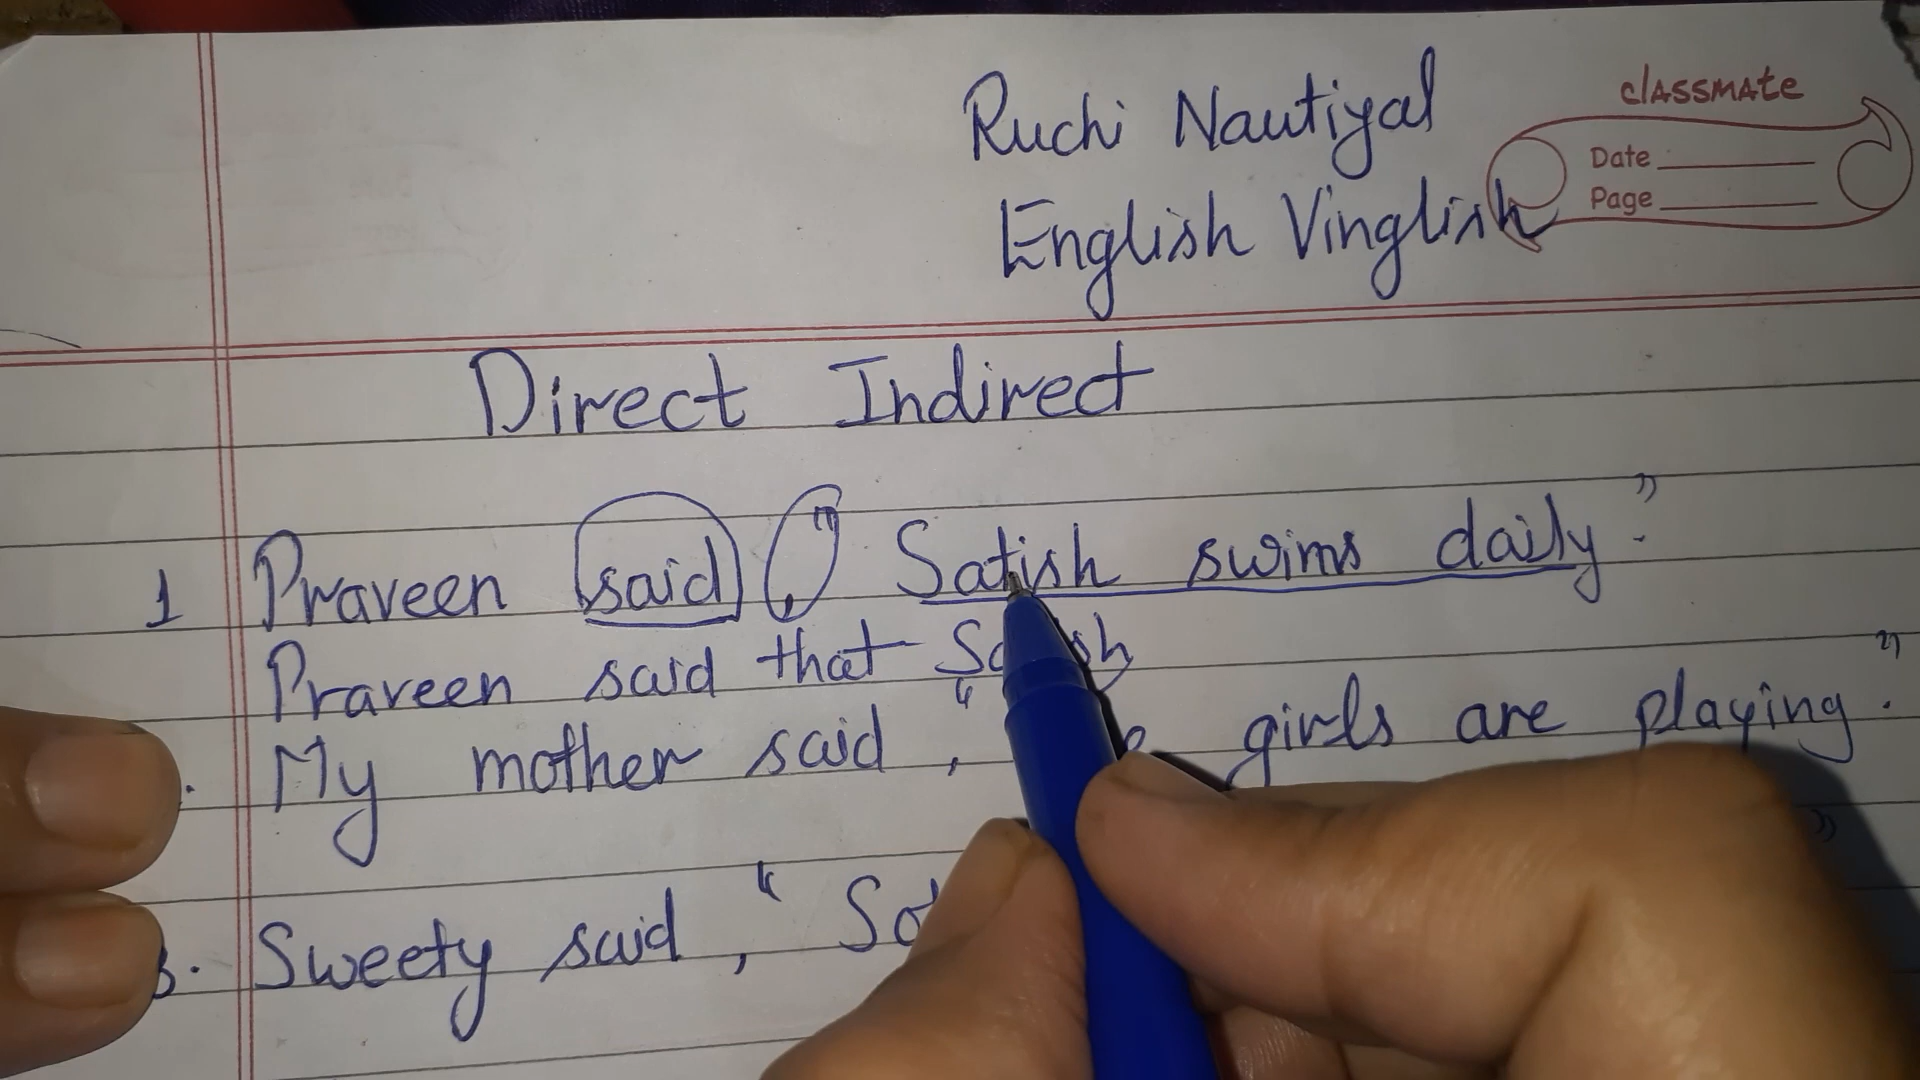 Ruchi Nautiyal
classmate
Date
Page
English Vinglish
Direct Indirect
1 Praveen said, " Satish swims daily."
Praveen said that
My mother said, " girls are playing."
3. Sweety said, "